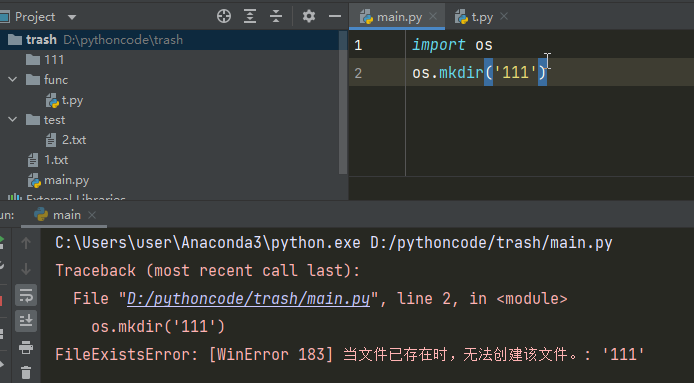 Project
trash D:\pythoncode\trash
111
func
t.py
test
2.txt
1.txt
main.py
External Libraries
main.py
t.py
1 import os
2 os.mkdir('111')
un:
main
C:\Users\user\Anaconda3\python.exe D:/pythoncode/trash/main.py
Traceback (most recent call last):
File "D:/pythoncode/trash/main.py", line 2, in <module>
os.mkdir('111')
FileExistsError: [WinError 183] 当文件已存在时，无法创建该文件。: '111'